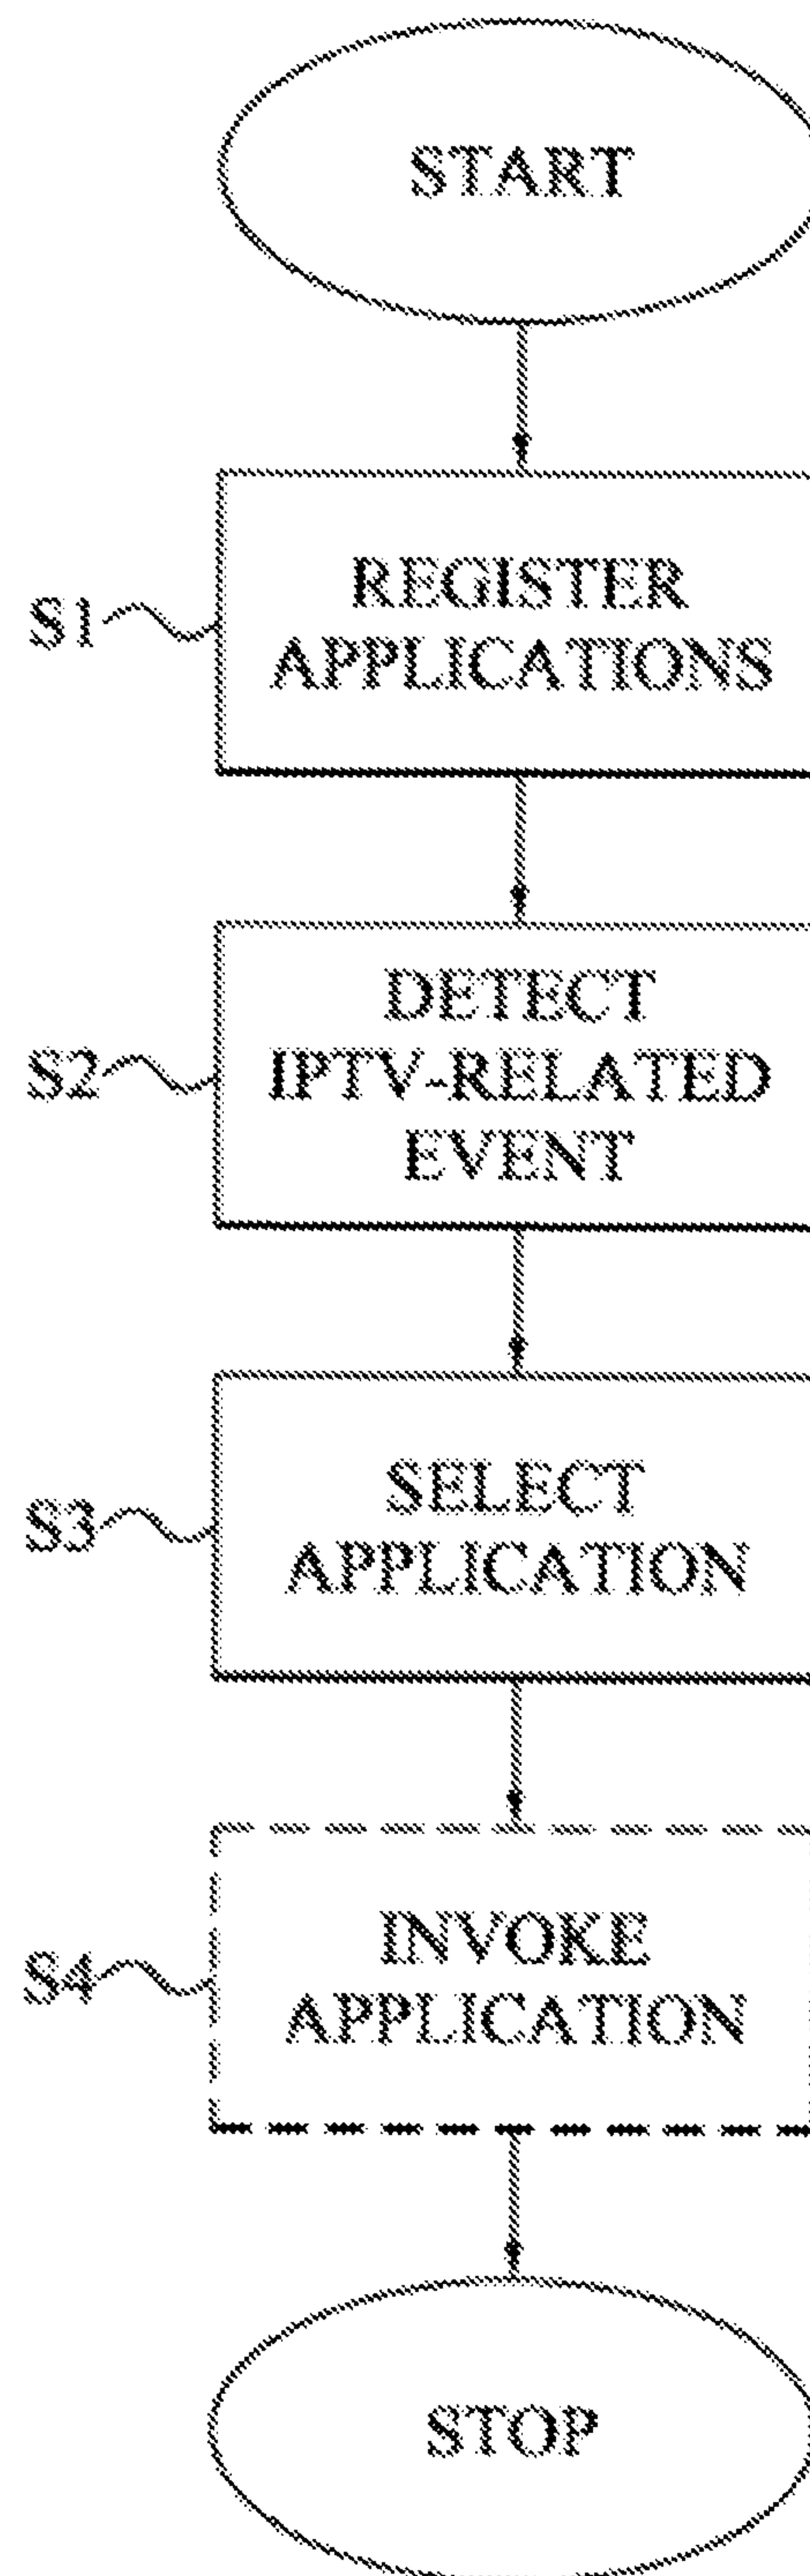 START
S1
REGISTER
APPLICATIONS
S2
DETECT
IPTV-RELATED
EVENT
S3
SELECT
APPLICATION
S4
INVOKE
APPLICATION
STOP